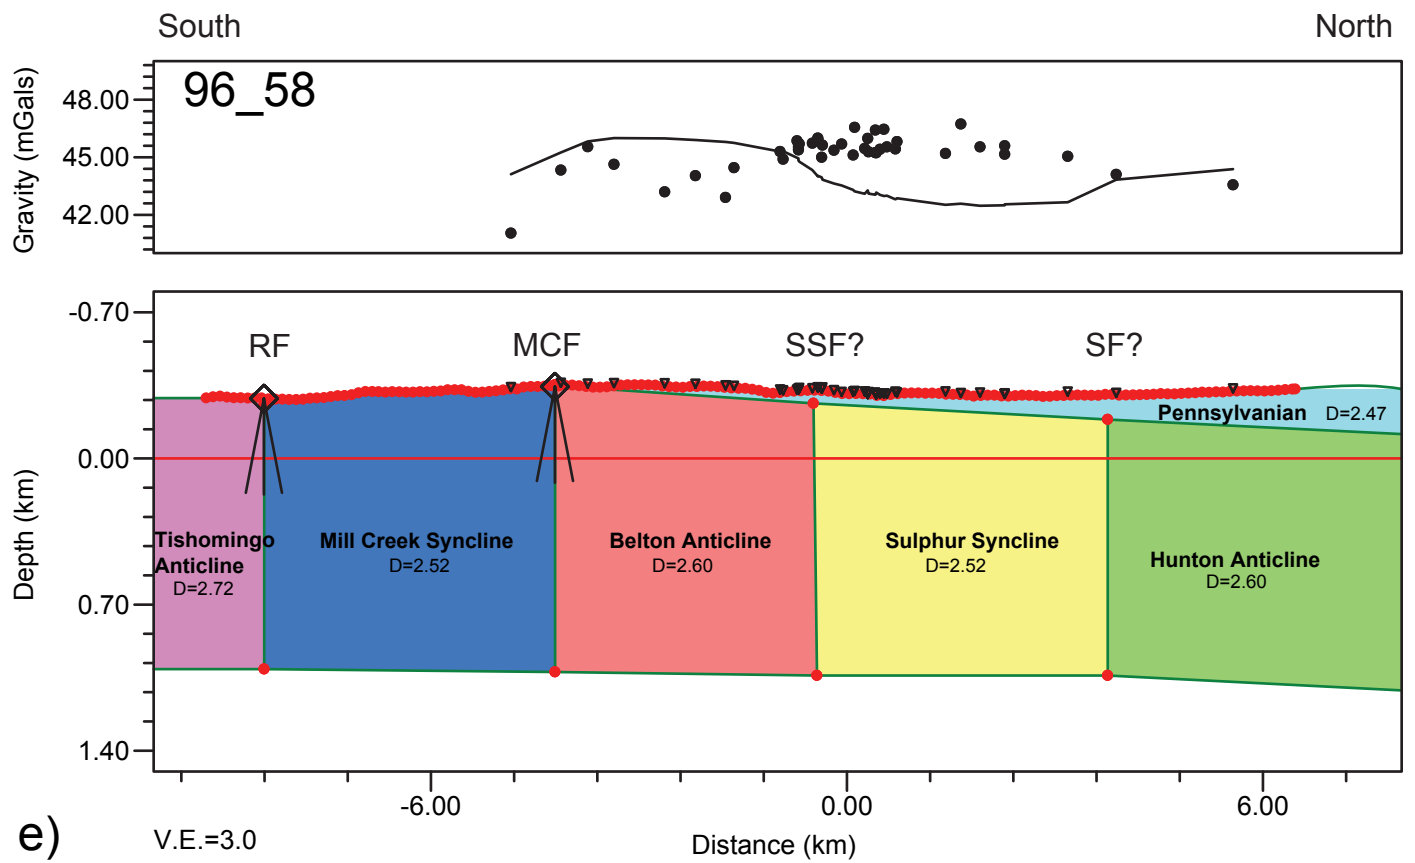 South North
96_58
Gravity (mGals)
48.00
45.00
42.00
-0.70
0.00
0.70
1.40
Depth (km)
RF MCF SSF? SF?
Pennsylvanian D=2.47
Tishomingo
Anticline
D=2.72
Mill Creek Syncline
D=2.52
Belton Anticline
D=2.60
Sulphur Syncline
D=2.52
Hunton Anticline
D=2.60
-6.00 0.00 6.00
e) V.E.=3.0 Distance (km)